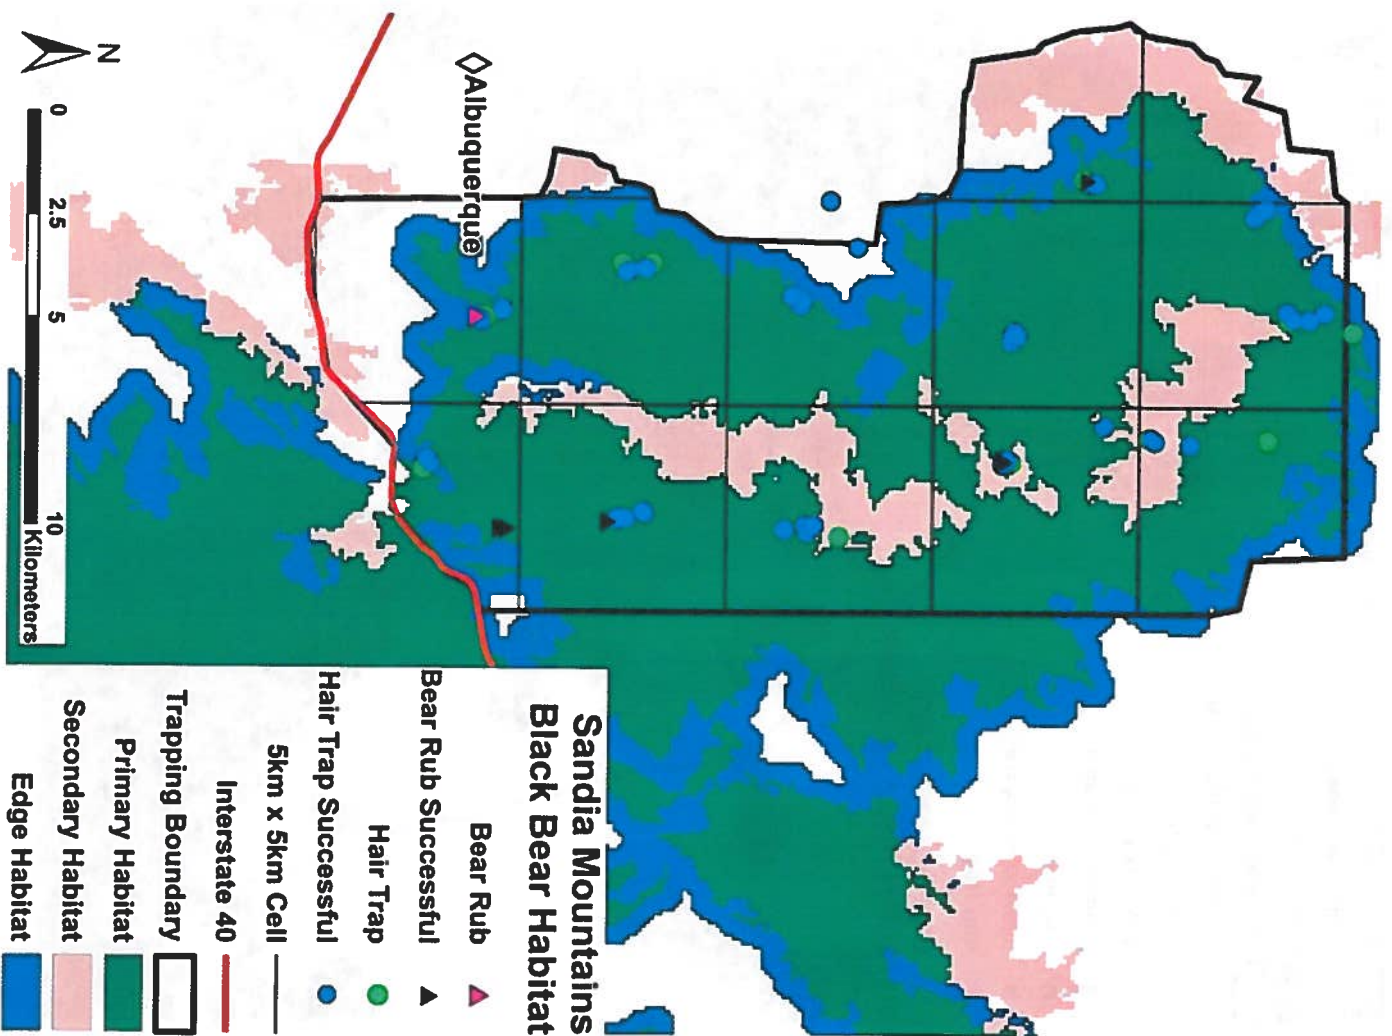 Sandia Mountains
Black Bear Habitat
Bear Rub
Bear Rub Successful
Hair Trap
Hair Trap Successful
5km x 5km Cell
Interstate 40
Trapping Boundary
Primary Habitat
Secondary Habitat
Edge Habitat
Albuquerque
N
0 2.5 5 10
Kilometers